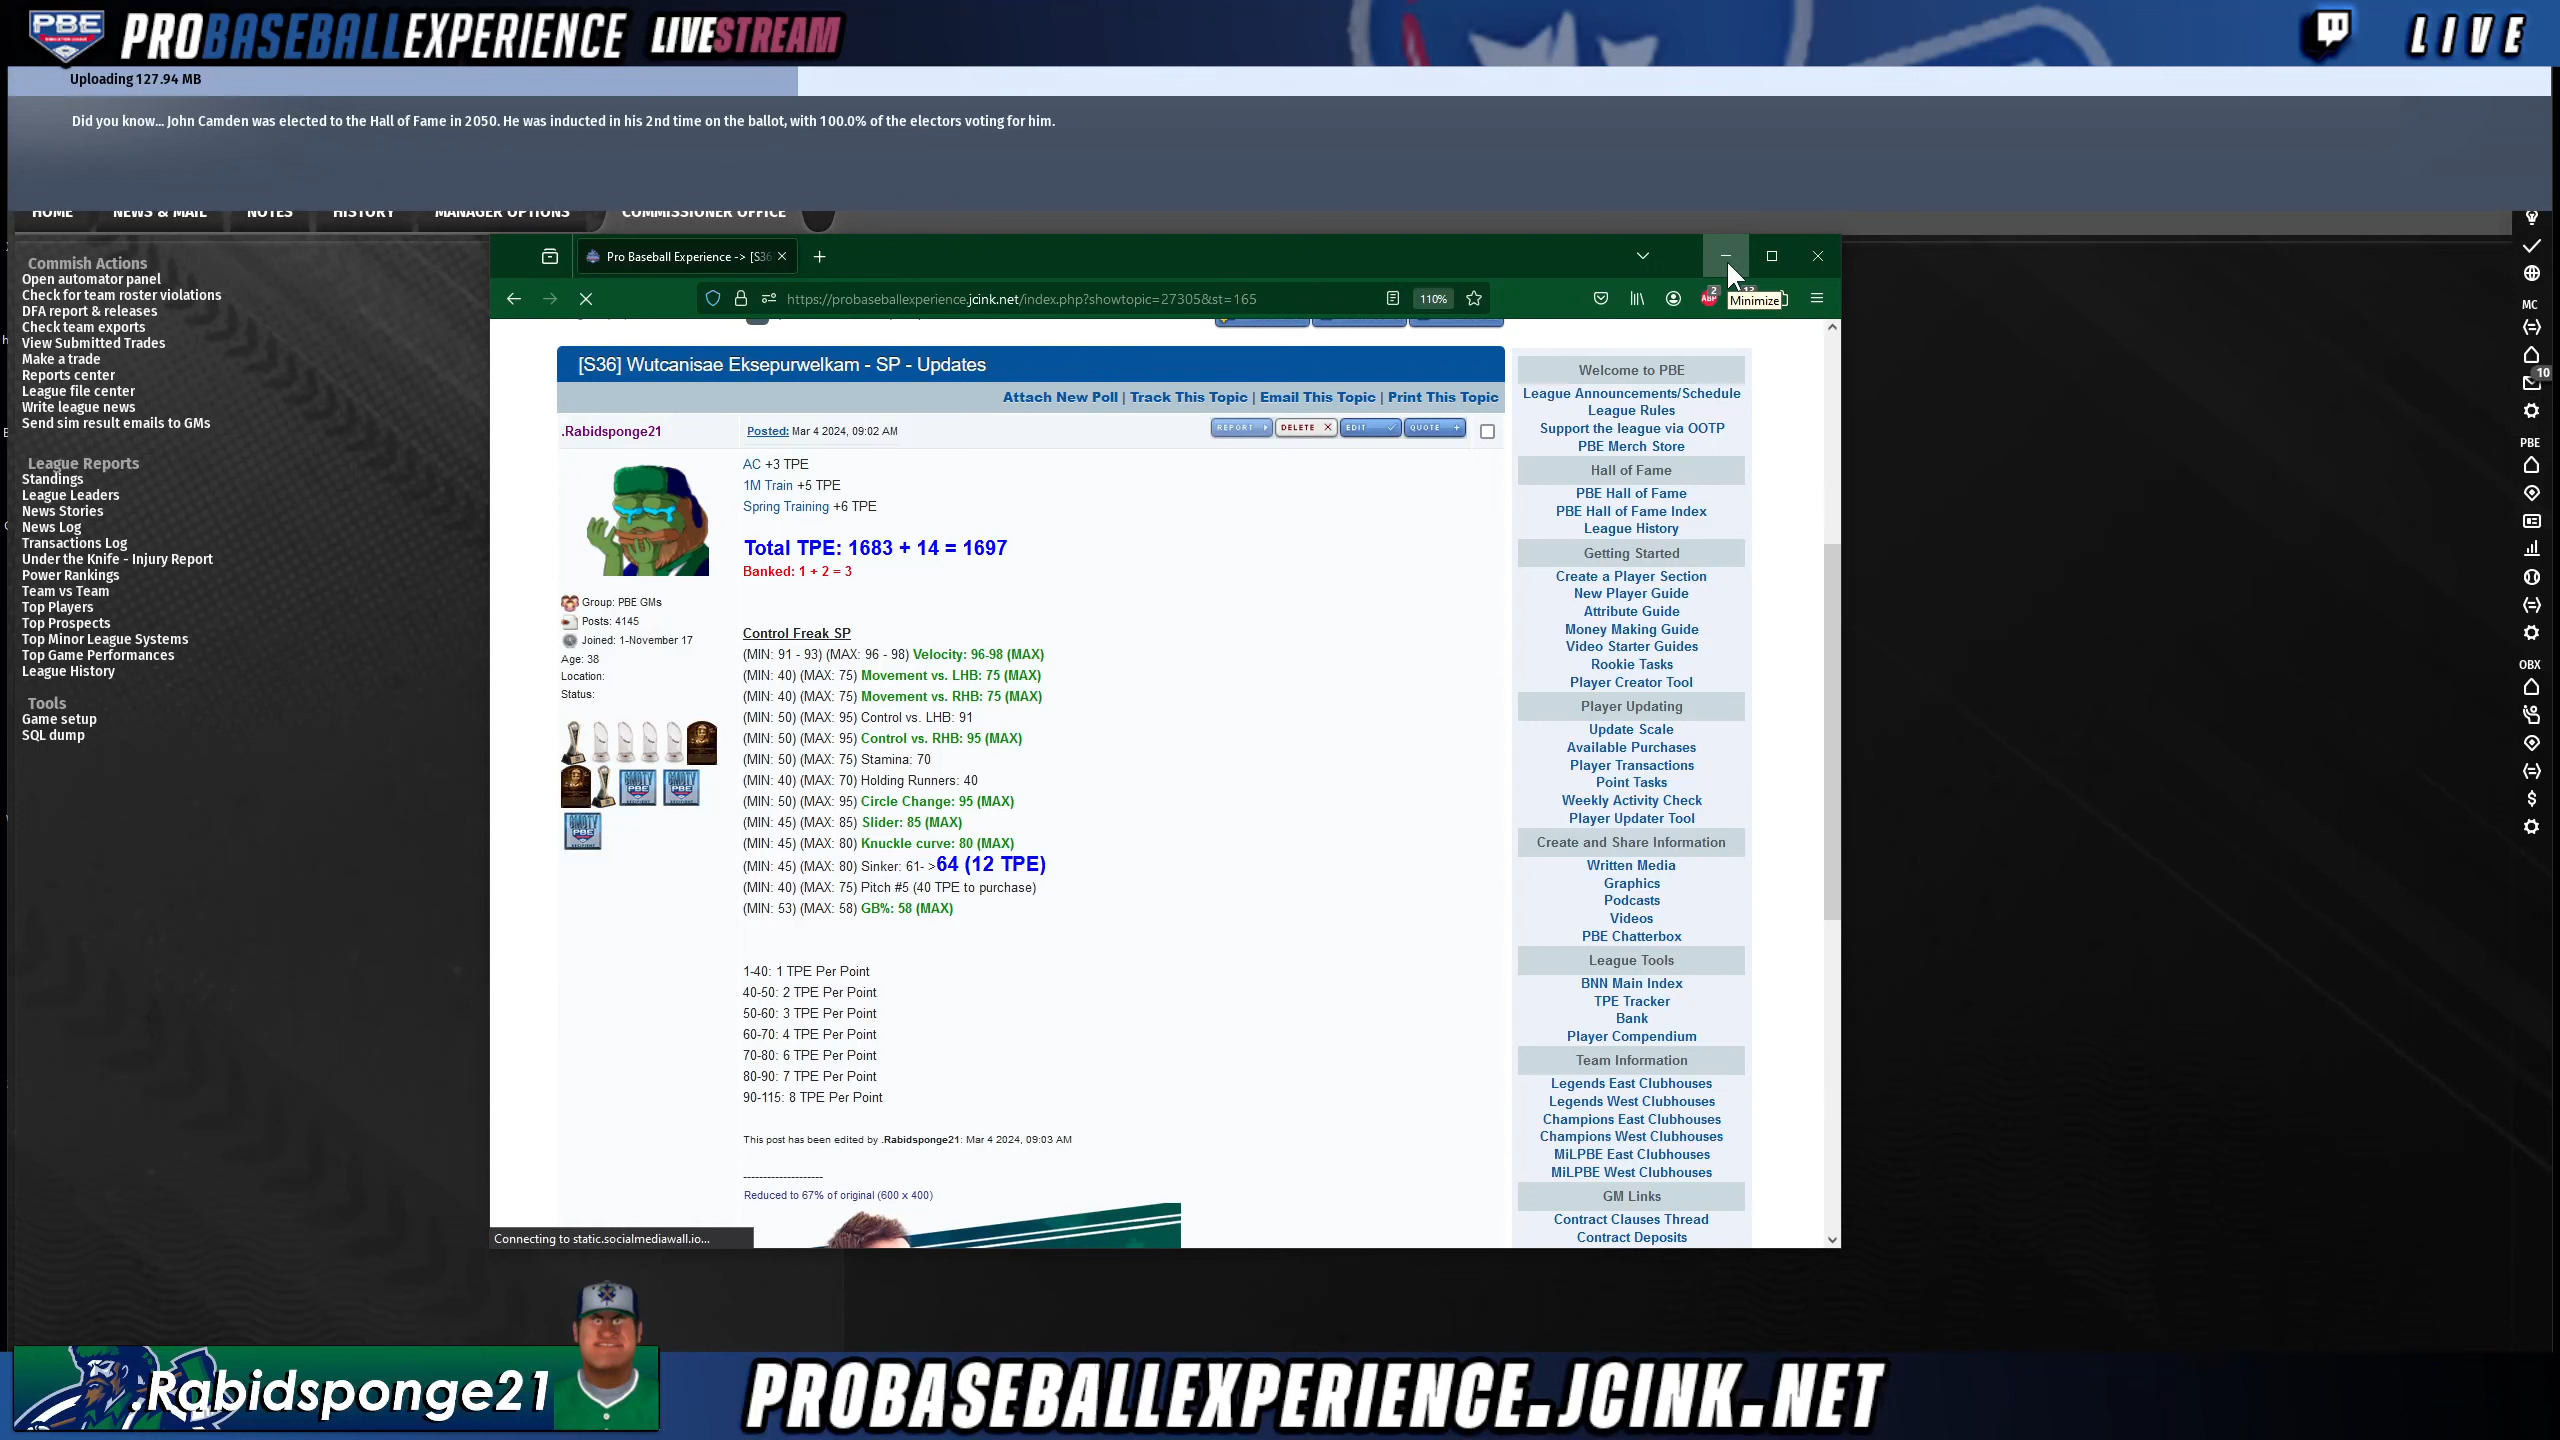 PBE PROBASEBALLEXPERIENCE LIVESTREAM
LIVE
Uploading 127.94 MB
Did you know... John Camden was elected to the Hall of Fame in 2050. He was inducted in his 2nd time on the ballot, with 100.0% of the electors voting for him.
HOME NEWS & MAIL NOTES HISTORY MANAGER OPTIONS COMMISSIONER OFFICE
Commish Actions
Open automator panel
Check for team roster violations
DFA report & releases
Check team exports
View Submitted Trades
Make a trade
Reports center
League file center
Write league news
Send sim result emails to GMs
League Reports
Standings
League Leaders
News Stories
News Log
Transactions Log
Under the Knife - Injury Report
Power Rankings
Team vs Team
Top Players
Top Prospects
Top Minor League Systems
Top Game Performances
League History
Tools
Game setup
SQL dump
Pro Baseball Experience -> [S36
https://probaseballexperience.jcink.net/index.php?showtopic=27305&st=165
110%
ABP
2
13
Minimize
[S36] Wutcanisae Eksepurwelkam - SP - Updates
Attach New Poll | Track This Topic | Email This Topic | Print This Topic
.Rabidsponge21
Posted: Mar 4 2024, 09:02 AM
REPORT DELETE EDIT QUOTE
Group: PBE GMs
Posts: 4145
Joined: 1-November 17
Age: 38
Location:
Status:
AC +3 TPE
1M Train +5 TPE
Spring Training +6 TPE
Total TPE: 1683 + 14 = 1697
Banked: 1 + 2 = 3
Control Freak SP
(MIN: 91 - 93) (MAX: 96 - 98) Velocity: 96-98 (MAX)
(MIN: 40) (MAX: 75) Movement vs. LHB: 75 (MAX)
(MIN: 40) (MAX: 75) Movement vs. RHB: 75 (MAX)
(MIN: 50) (MAX: 95) Control vs. LHB: 91
(MIN: 50) (MAX: 95) Control vs. RHB: 95 (MAX)
(MIN: 50) (MAX: 75) Stamina: 70
(MIN: 40) (MAX: 70) Holding Runners: 40
(MIN: 50) (MAX: 95) Circle Change: 95 (MAX)
(MIN: 45) (MAX: 85) Slider: 85 (MAX)
(MIN: 45) (MAX: 80) Knuckle curve: 80 (MAX)
(MIN: 45) (MAX: 80) Sinker: 61- >64 (12 TPE)
(MIN: 40) (MAX: 75) Pitch #5 (40 TPE to purchase)
(MIN: 53) (MAX: 58) GB%: 58 (MAX)
1-40: 1 TPE Per Point
40-50: 2 TPE Per Point
50-60: 3 TPE Per Point
60-70: 4 TPE Per Point
70-80: 6 TPE Per Point
80-90: 7 TPE Per Point
90-115: 8 TPE Per Point
This post has been edited by .Rabidsponge21: Mar 4 2024, 09:03 AM
--------------------
Reduced to 67% of original (600 x 400)
Connecting to static.socialmediawall.io...
Welcome to PBE
League Announcements/Schedule
League Rules
Support the league via OOTP
PBE Merch Store
Hall of Fame
PBE Hall of Fame
PBE Hall of Fame Index
League History
Getting Started
Create a Player Section
New Player Guide
Attribute Guide
Money Making Guide
Video Starter Guides
Rookie Tasks
Player Creator Tool
Player Updating
Update Scale
Available Purchases
Player Transactions
Point Tasks
Weekly Activity Check
Player Updater Tool
Create and Share Information
Written Media
Graphics
Podcasts
Videos
PBE Chatterbox
League Tools
BNN Main Index
TPE Tracker
Bank
Player Compendium
Team Information
Legends East Clubhouses
Legends West Clubhouses
Champions East Clubhouses
Champions West Clubhouses
MiLPBE East Clubhouses
MiLPBE West Clubhouses
GM Links
Contract Clauses Thread
Contract Deposits
MC
10
PBE
OBX
.Rabidsponge21
PROBASEBALLEXPERIENCE.JCINK.NET